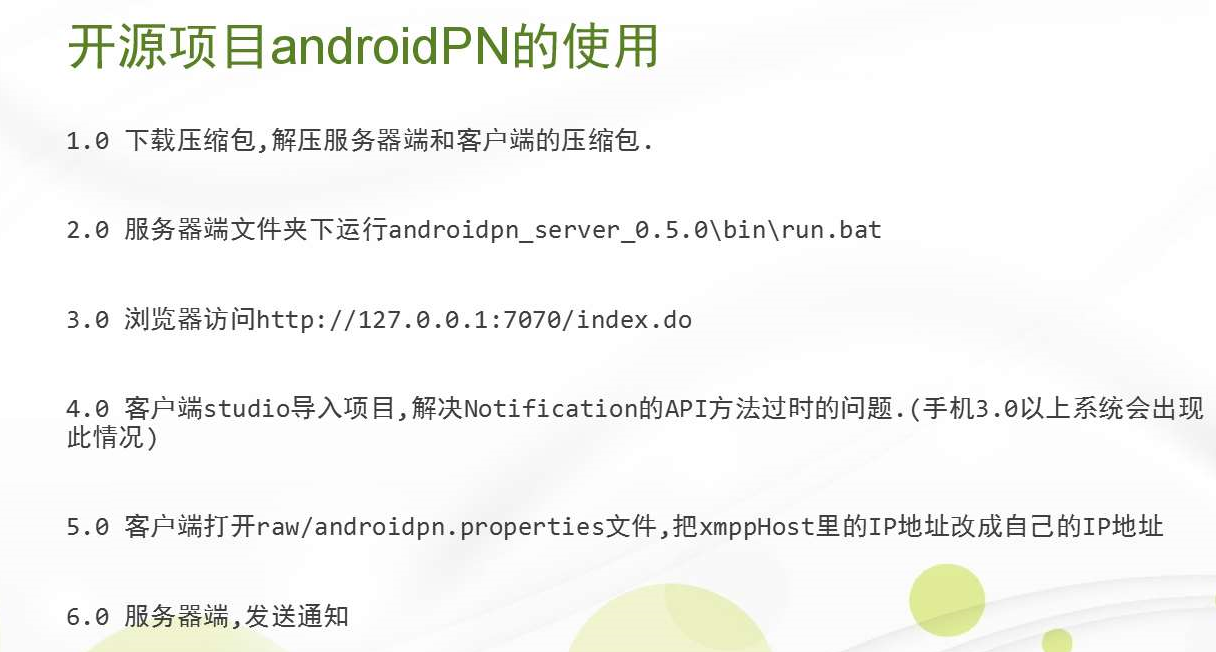 开源项目androidPN的使用
1.0 下载压缩包,解压服务器端和客户端的压缩包.
2.0 服务器端文件夹下运行androidpn_server_0.5.0\bin\run.bat
3.0 浏览器访问http://127.0.0.1:7070/index.do
4.0 客户端studio导入项目,解决Notification的API方法过时的问题.(手机3.0以上系统会出现
此情况)
5.0 客户端打开raw/androidpn.properties文件,把xmppHost里的IP地址改成自己的IP地址
6.0 服务器端,发送通知